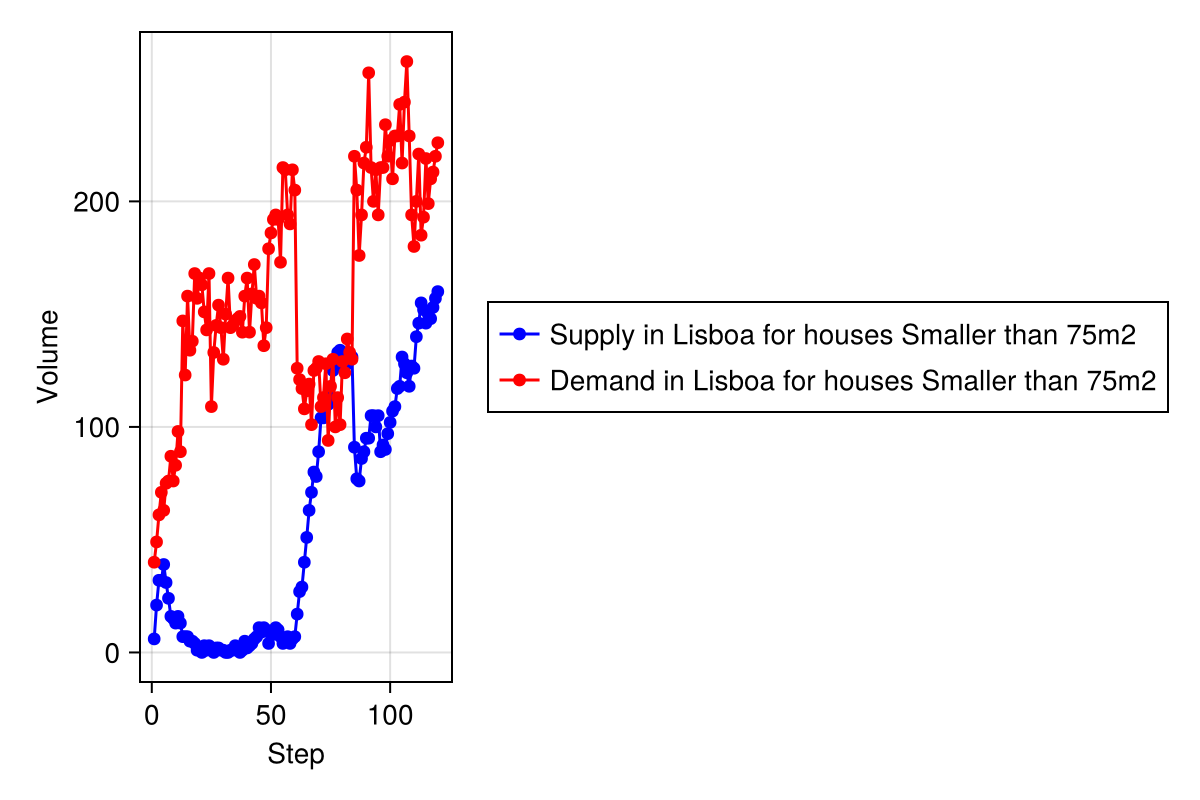 Volume
200
100
0
0
50
100
Step
Supply in Lisboa for houses Smaller than 75m2
Demand in Lisboa for houses Smaller than 75m2